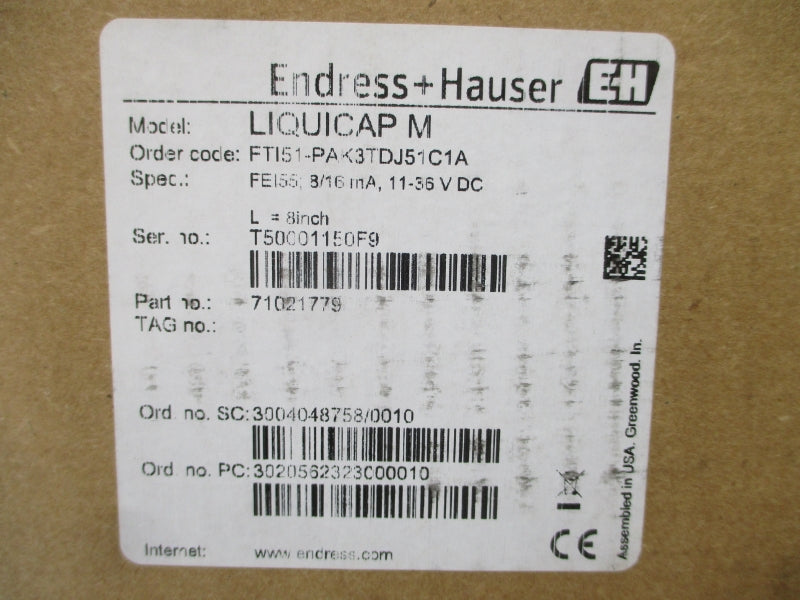 Endress+Hauser EH
Model: LIQUICAP M
Order code: FTI51-PAK3TDJ51C1A
Spec.: FEI55; 8/16 mA, 11-36 V DC
L = 8inch
Ser. no.: T50001150F9
Part no.: 71021779
TAG no.:
Ord. no. SC: 3004048758/0010
Ord. no. PC: 3020562323000010
Internet: www.endress.com
CE
Assembled in USA. Greenwood. In.